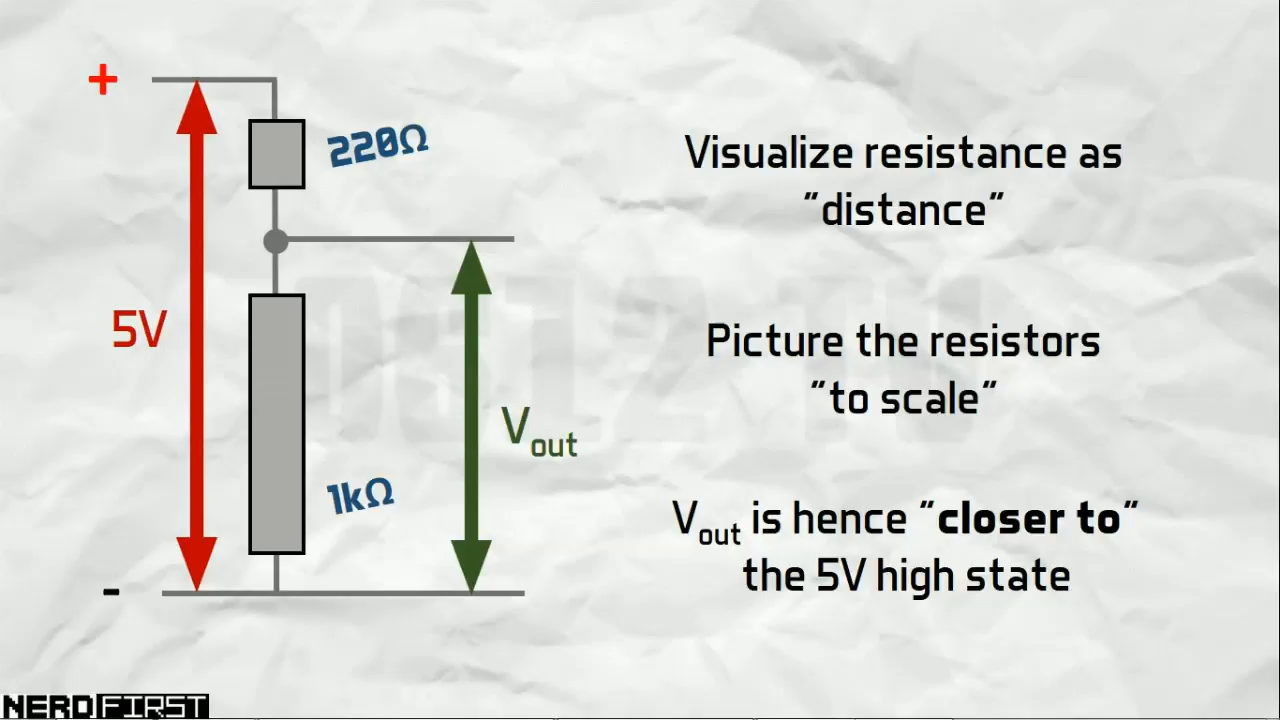 +
220Ω
5V
Vout
1kΩ
-
Visualize resistance as
"distance"
Picture the resistors
"to scale"
Vout is hence "closer to"
the 5V high state
NERDFIRST